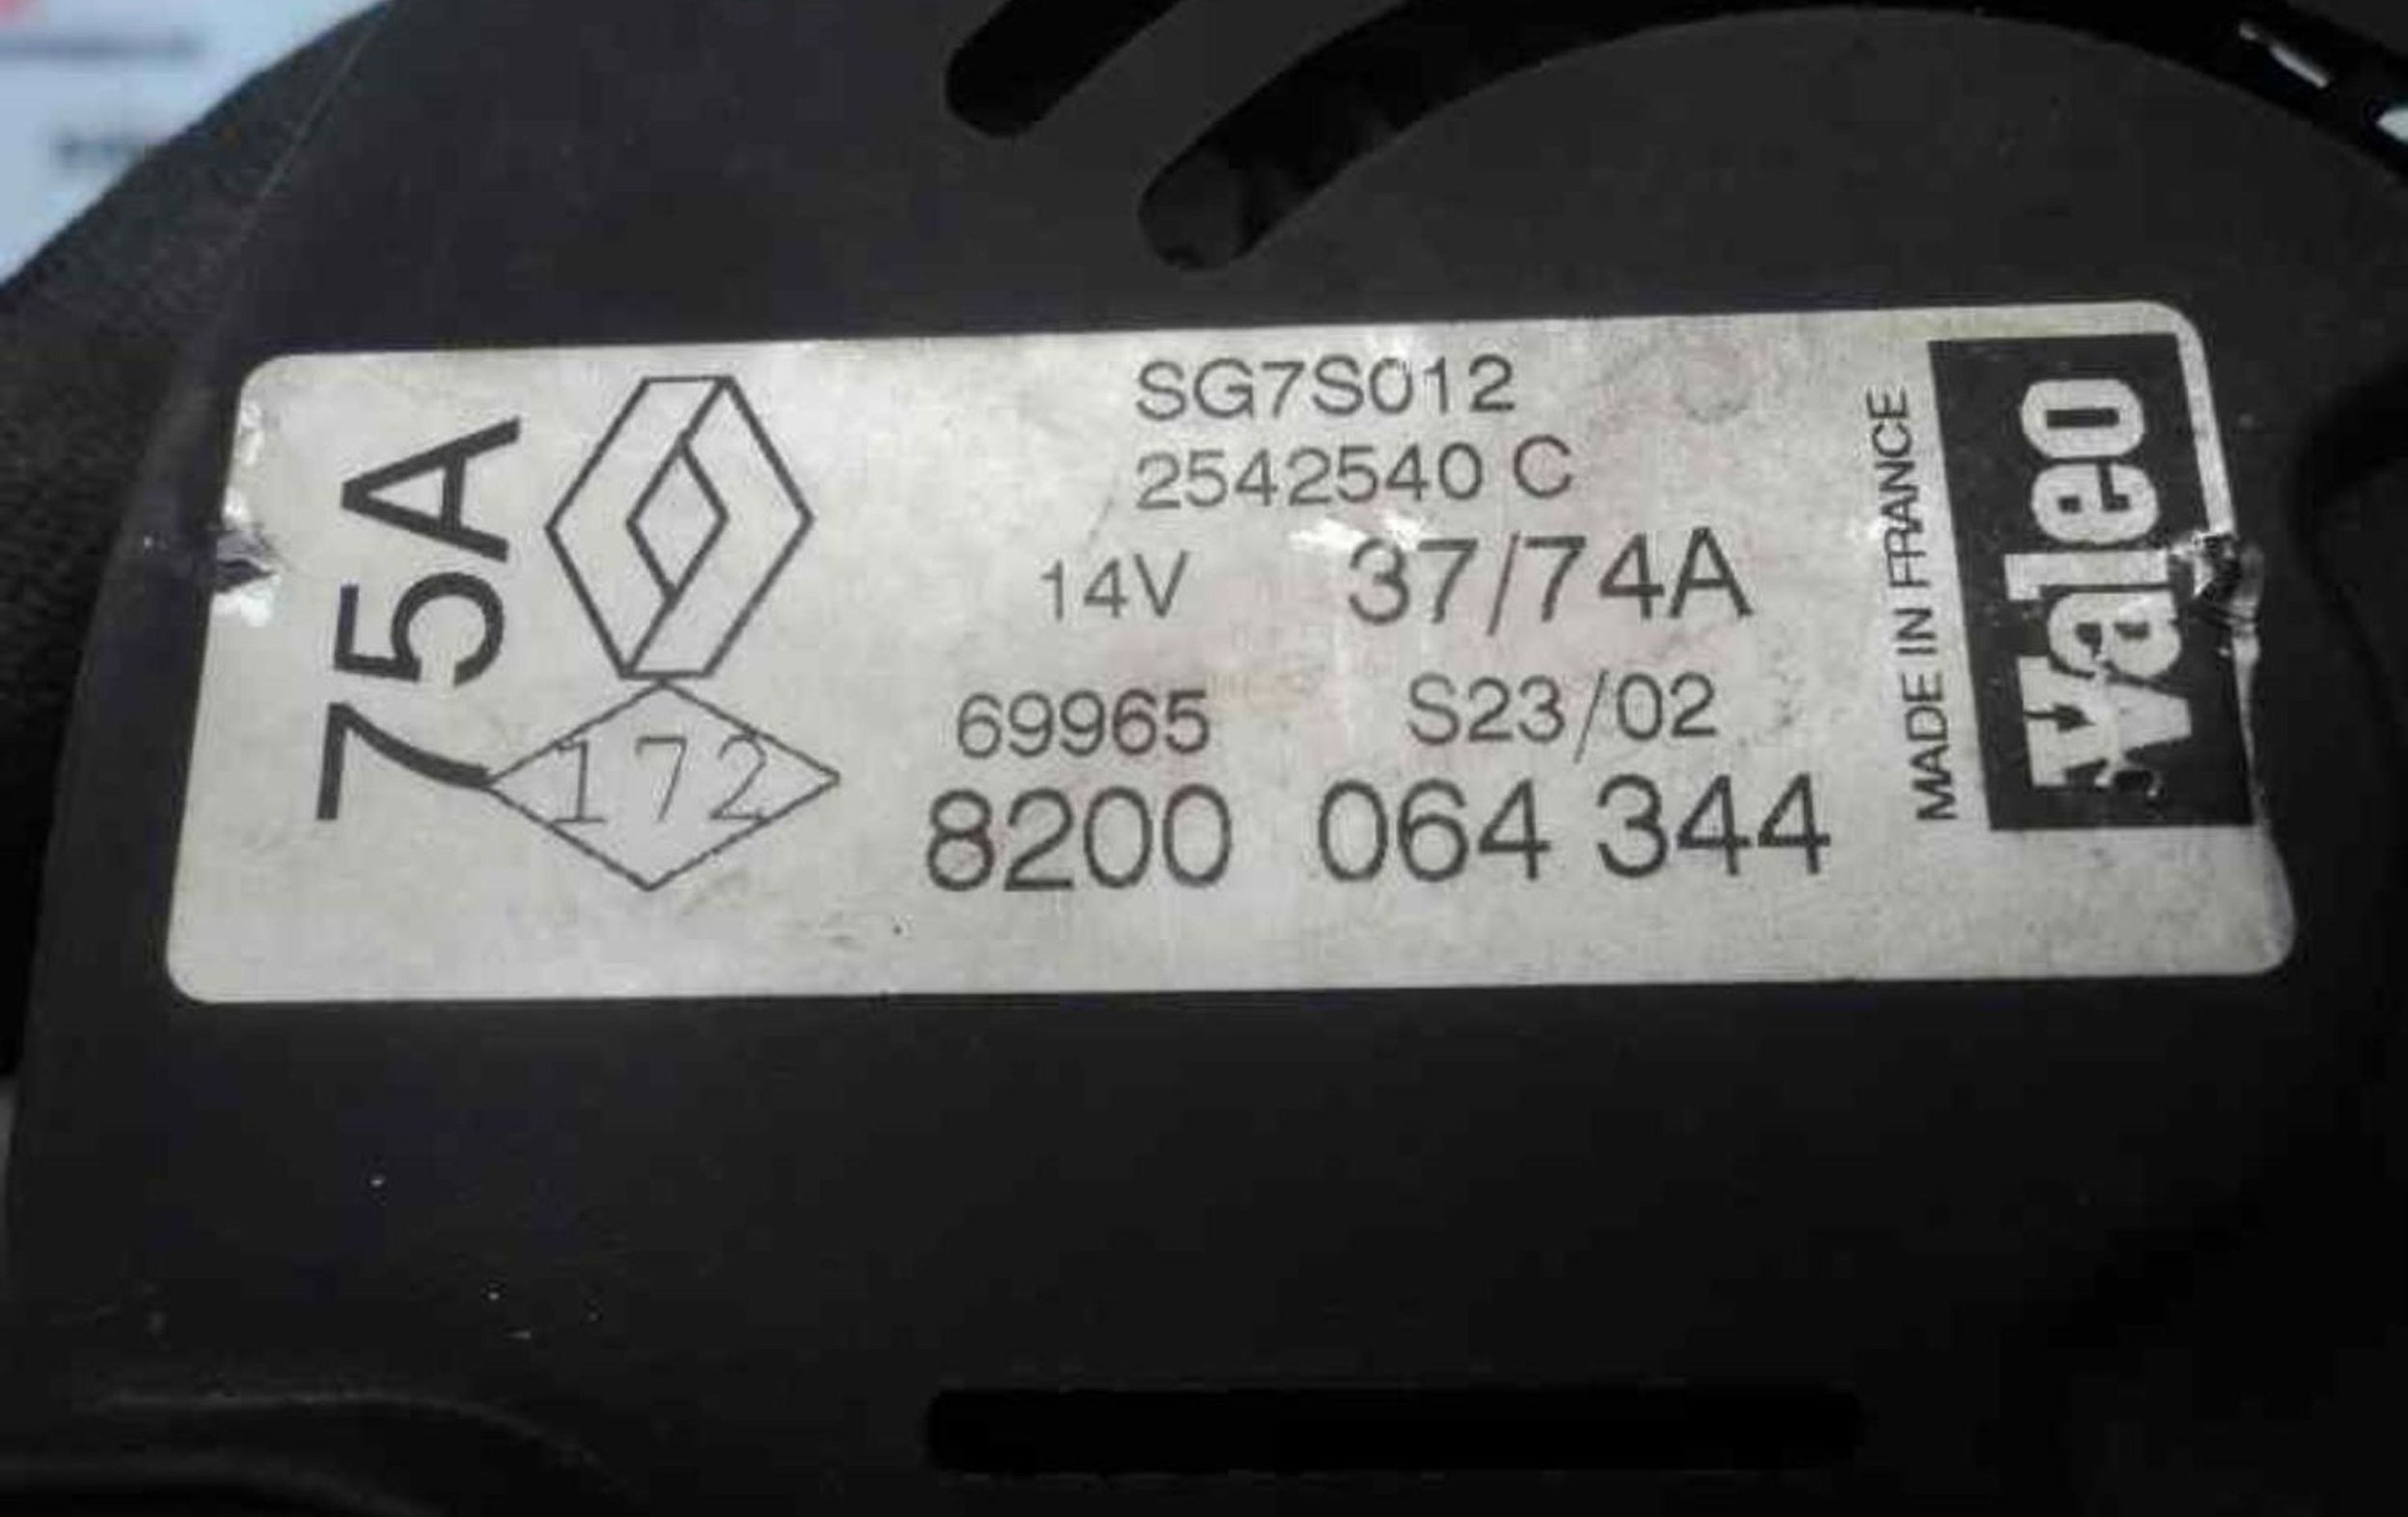 75A
172
SG7S012
2542540 C
14V 37/74A
69965 S23/02
8200 064 344
MADE IN FRANCE
Valeo